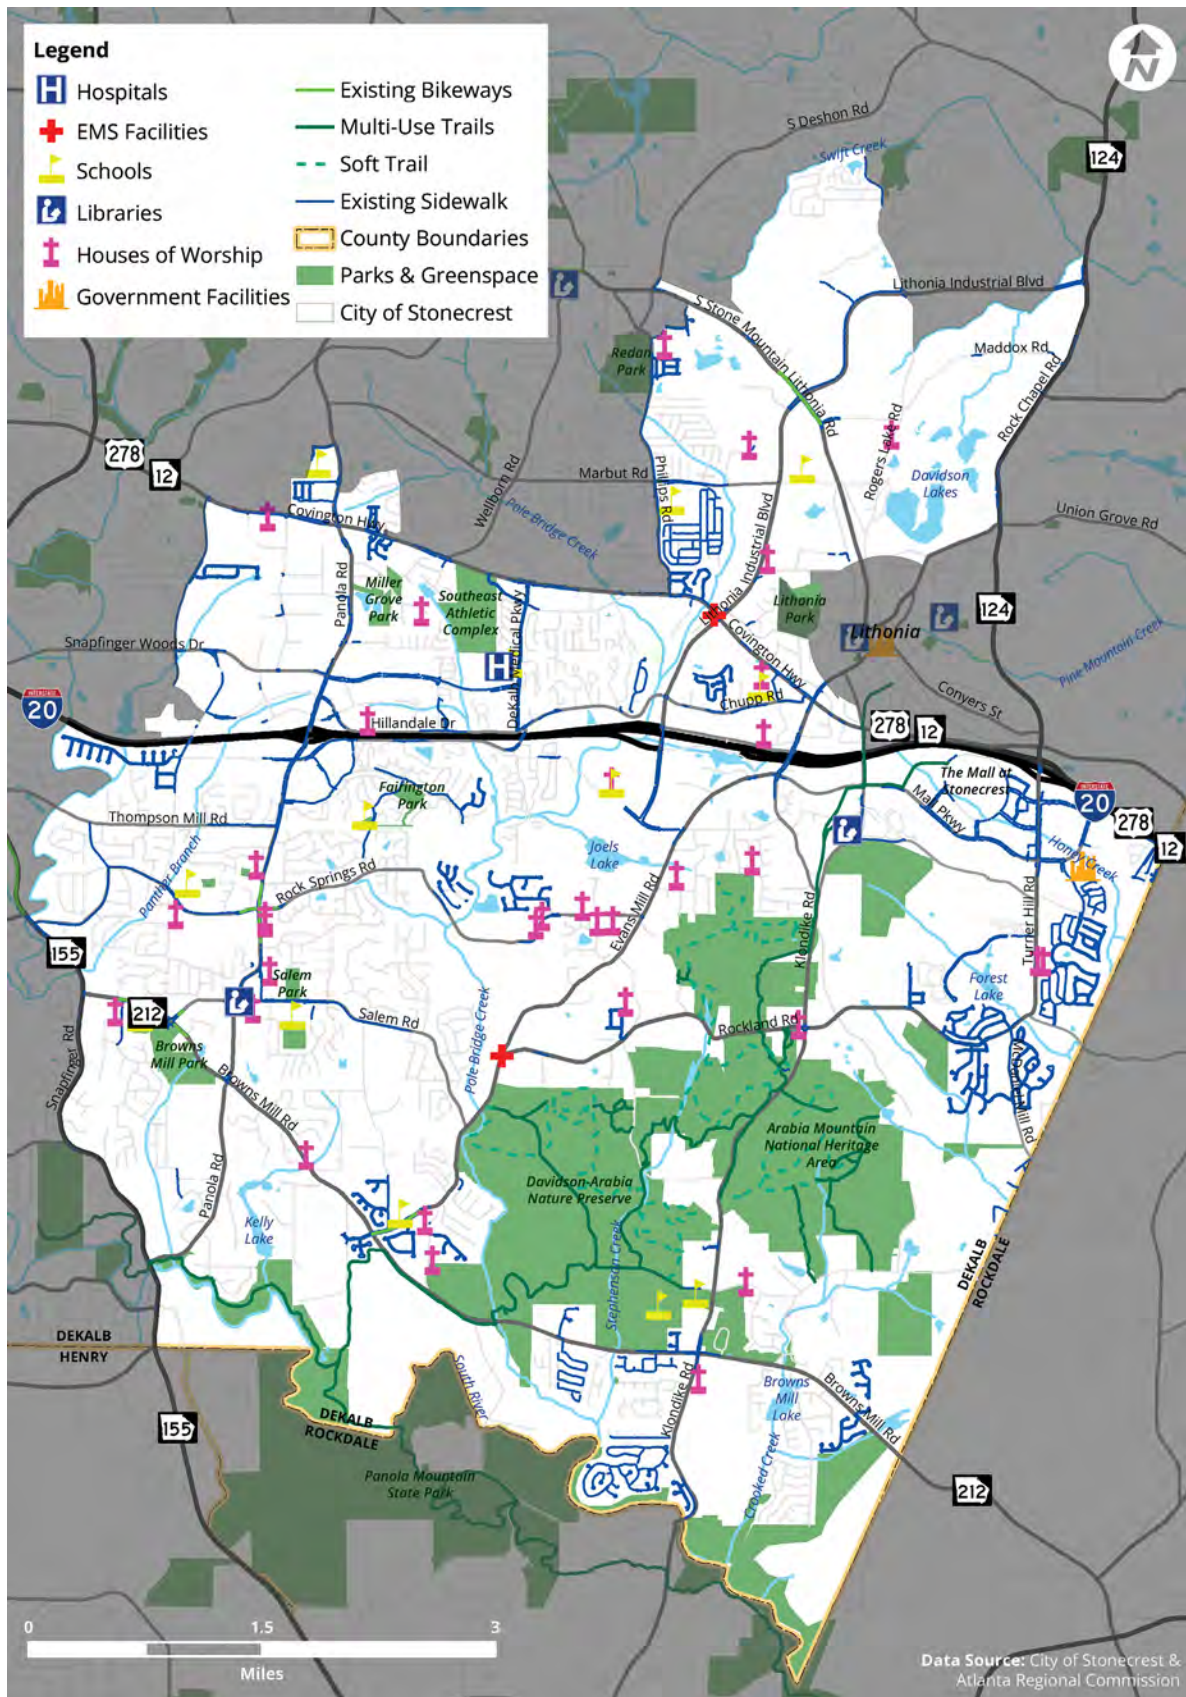 Legend
Hospitals
EMS Facilities
Schools
Libraries
Houses of Worship
Government Facilities
Existing Bikeways
Multi-Use Trails
Soft Trail
Existing Sidewalk
County Boundaries
Parks & Greenspace
City of Stonecrest
N
S Deshon Rd
Swift Creek
124
Lithonia Industrial Blvd
S Stone Mountain Lithonia Rd
Redan
Park
Maddox Rd
Rock Chapel Rd
278
12
Wellborn Rd
Marbut Rd
Phillips Rd
Rogers Lake Rd
Davidson
Lakes
Covington Hwy
Pole Bridge Creek
Lithonia Industrial Blvd
Union Grove Rd
Panola Rd
Miller
Grove
Park
Southeast
Athletic
Complex
DeKalb Medical Pkwy
Lithonia
Park
124
Lithonia
Covington Hwy
Pine Mountain Creek
Snapfinger Woods Dr
INTERSTATE
20
Hillandale Dr
Chupp Rd
Conyers St
278
12
The Mall at
Stonecrest
Mall Pkwy
INTERSTATE
20
278
12
Fairington
Park
Thompson Mill Rd
Panther Branch
Joels
Lake
Honey Creek
Rock Springs Rd
Evans Mill Rd
Klondike Rd
Turner Hill Rd
155
Salem
Park
Forest
Lake
212
Salem Rd
Pole Bridge Creek
Rockland Rd
Snapfinger Rd
Browns
Mill Park
Browns Mill Rd
McDaniel Mill Rd
Arabia Mountain
National Heritage
Area
Panola Rd
Davidson-Arabia
Nature Preserve
Kelly
Lake
Stephenson Creek
DEKALB
ROCKDALE
DEKALB
HENRY
South River
Klondike Rd
Browns
Mill
Lake
Browns Mill Rd
155
DEKALB
ROCKDALE
Panola Mountain
State Park
Crooked Creek
212
0
1.5
3
Miles
Data Source: City of Stonecrest &
Atlanta Regional Commission